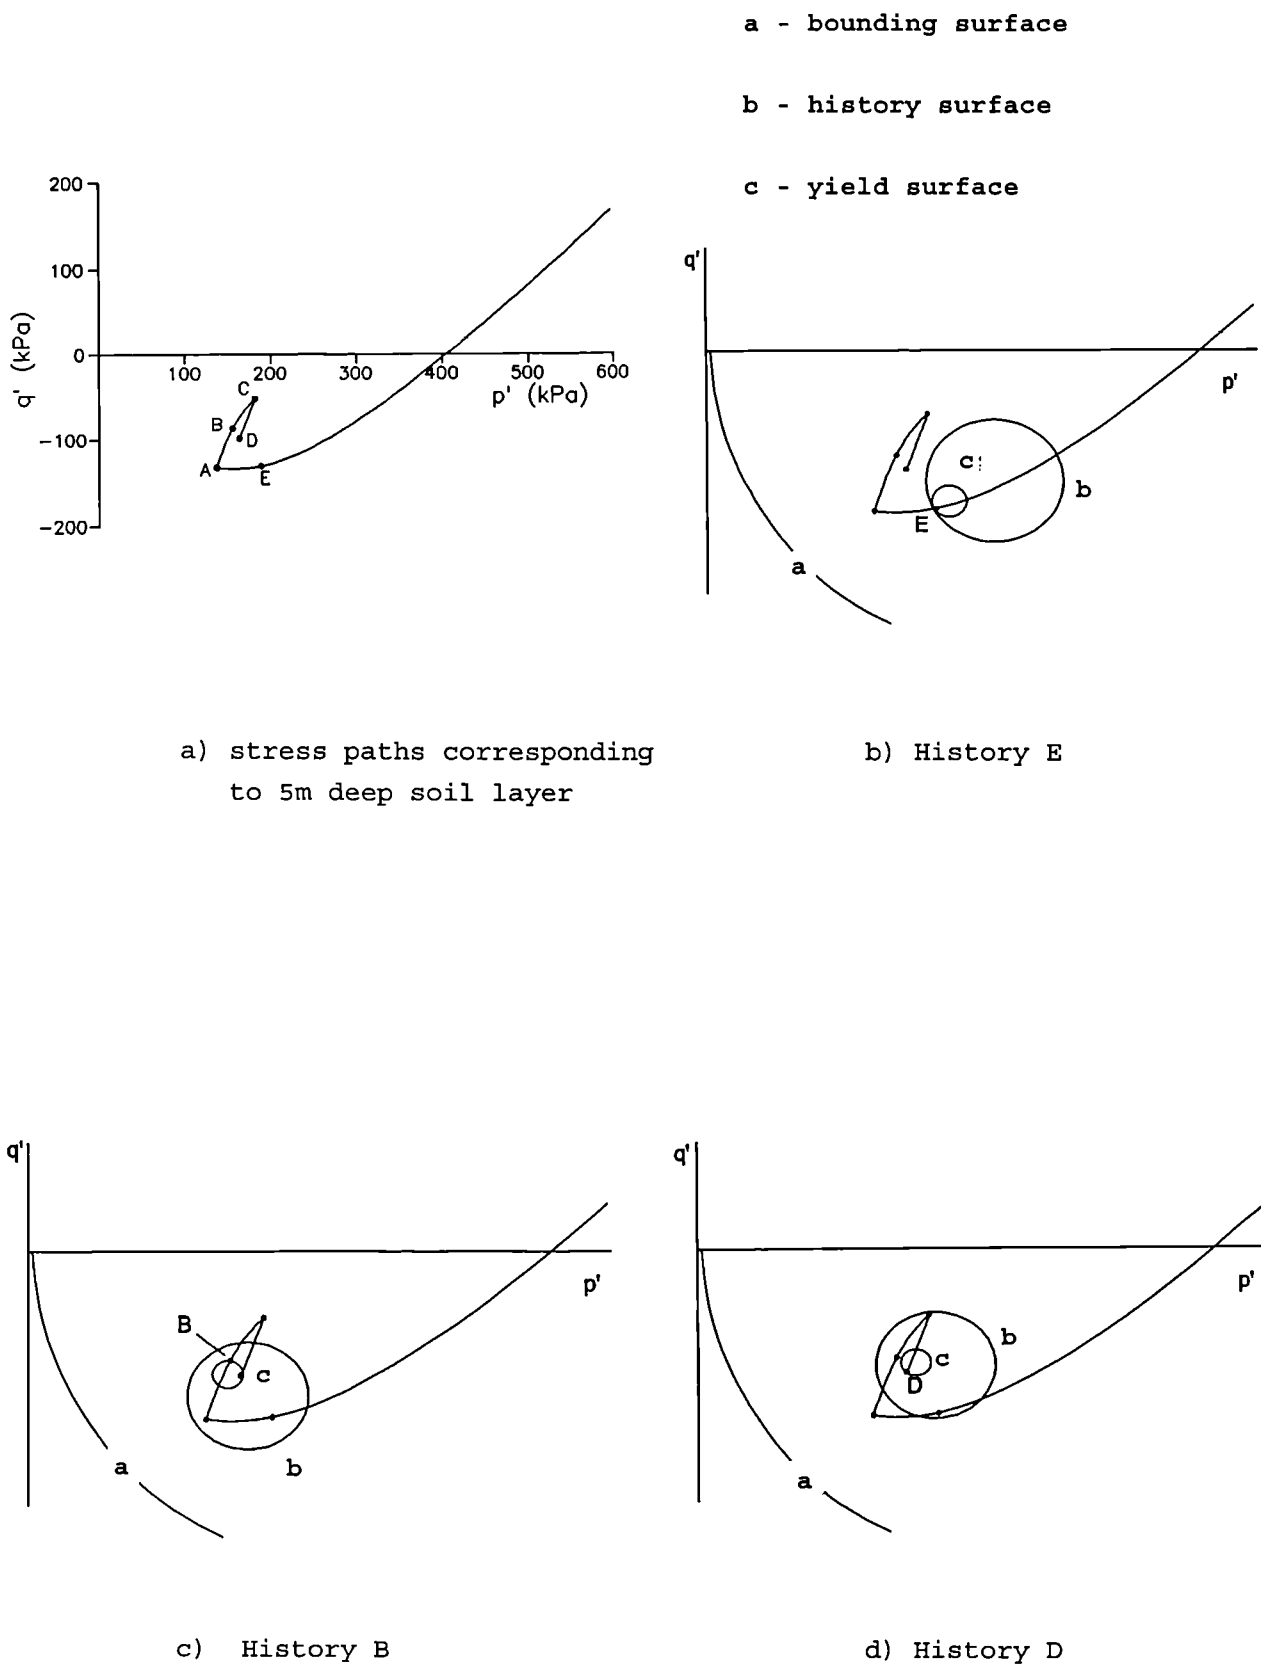 a - bounding surface
b - history surface
c - yield surface
200
100
0
-100
-200
q' (kPa)
100 200 300 400 500 600
p' (kPa)
A
B
C
D
E
q'
p'
c
b
E
a
a) stress paths corresponding
to 5m deep soil layer
b) History E
q'
p'
B
c
a
b
q'
p'
b
c
D
a
c) History B
d) History D